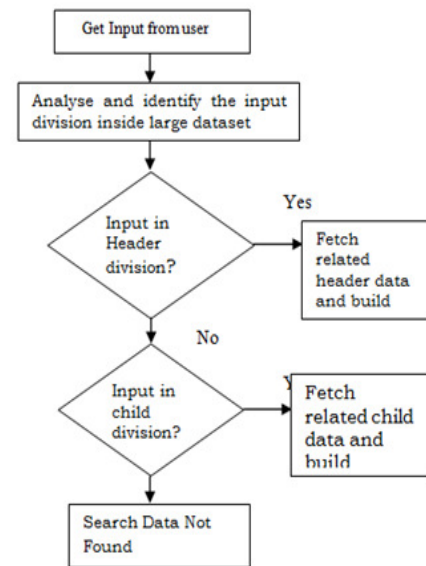 Get Input from user
Analyse and identify the input
division inside large dataset
Input in
Header
division?
Yes
Fetch
related
header data
and build
No
Input in
child
division?
Fetch
related child
data and
build
Search Data Not
Found